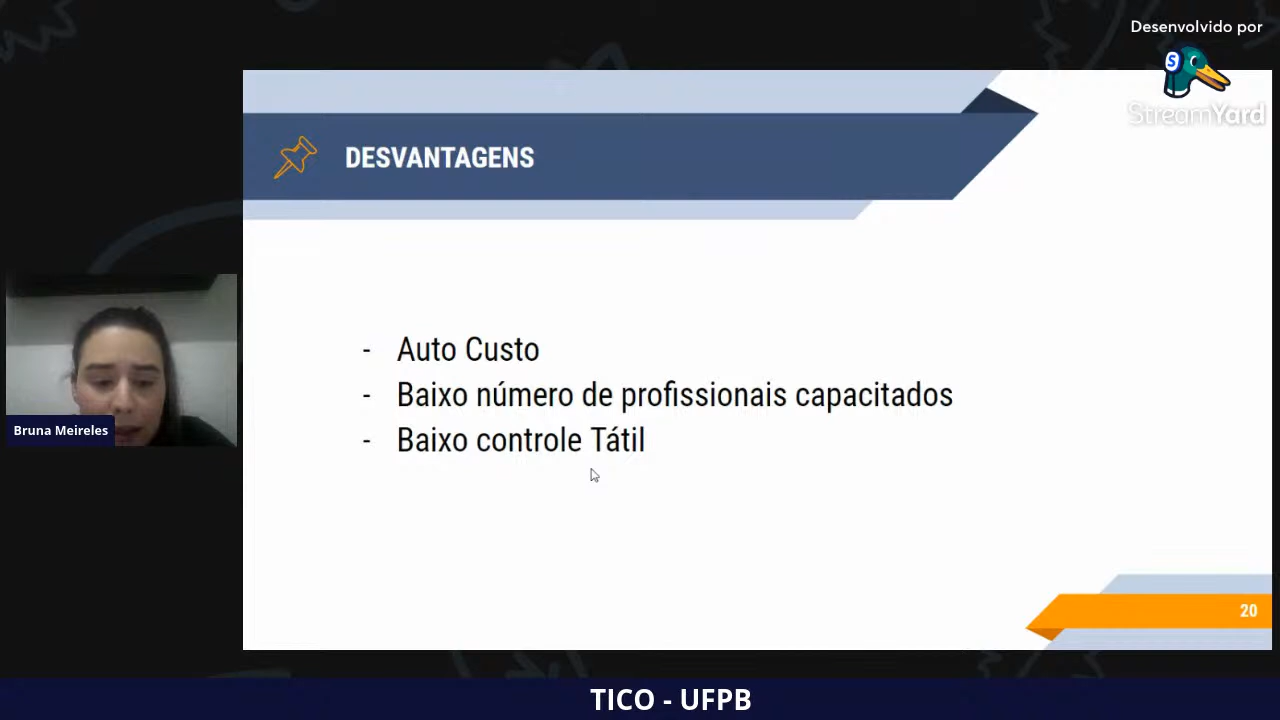 Desenvolvido por
StreamYard
DESVANTAGENS
- Auto Custo
- Baixo número de profissionais capacitados
- Baixo controle Tátil
Bruna Meireles
20
TICO - UFPB